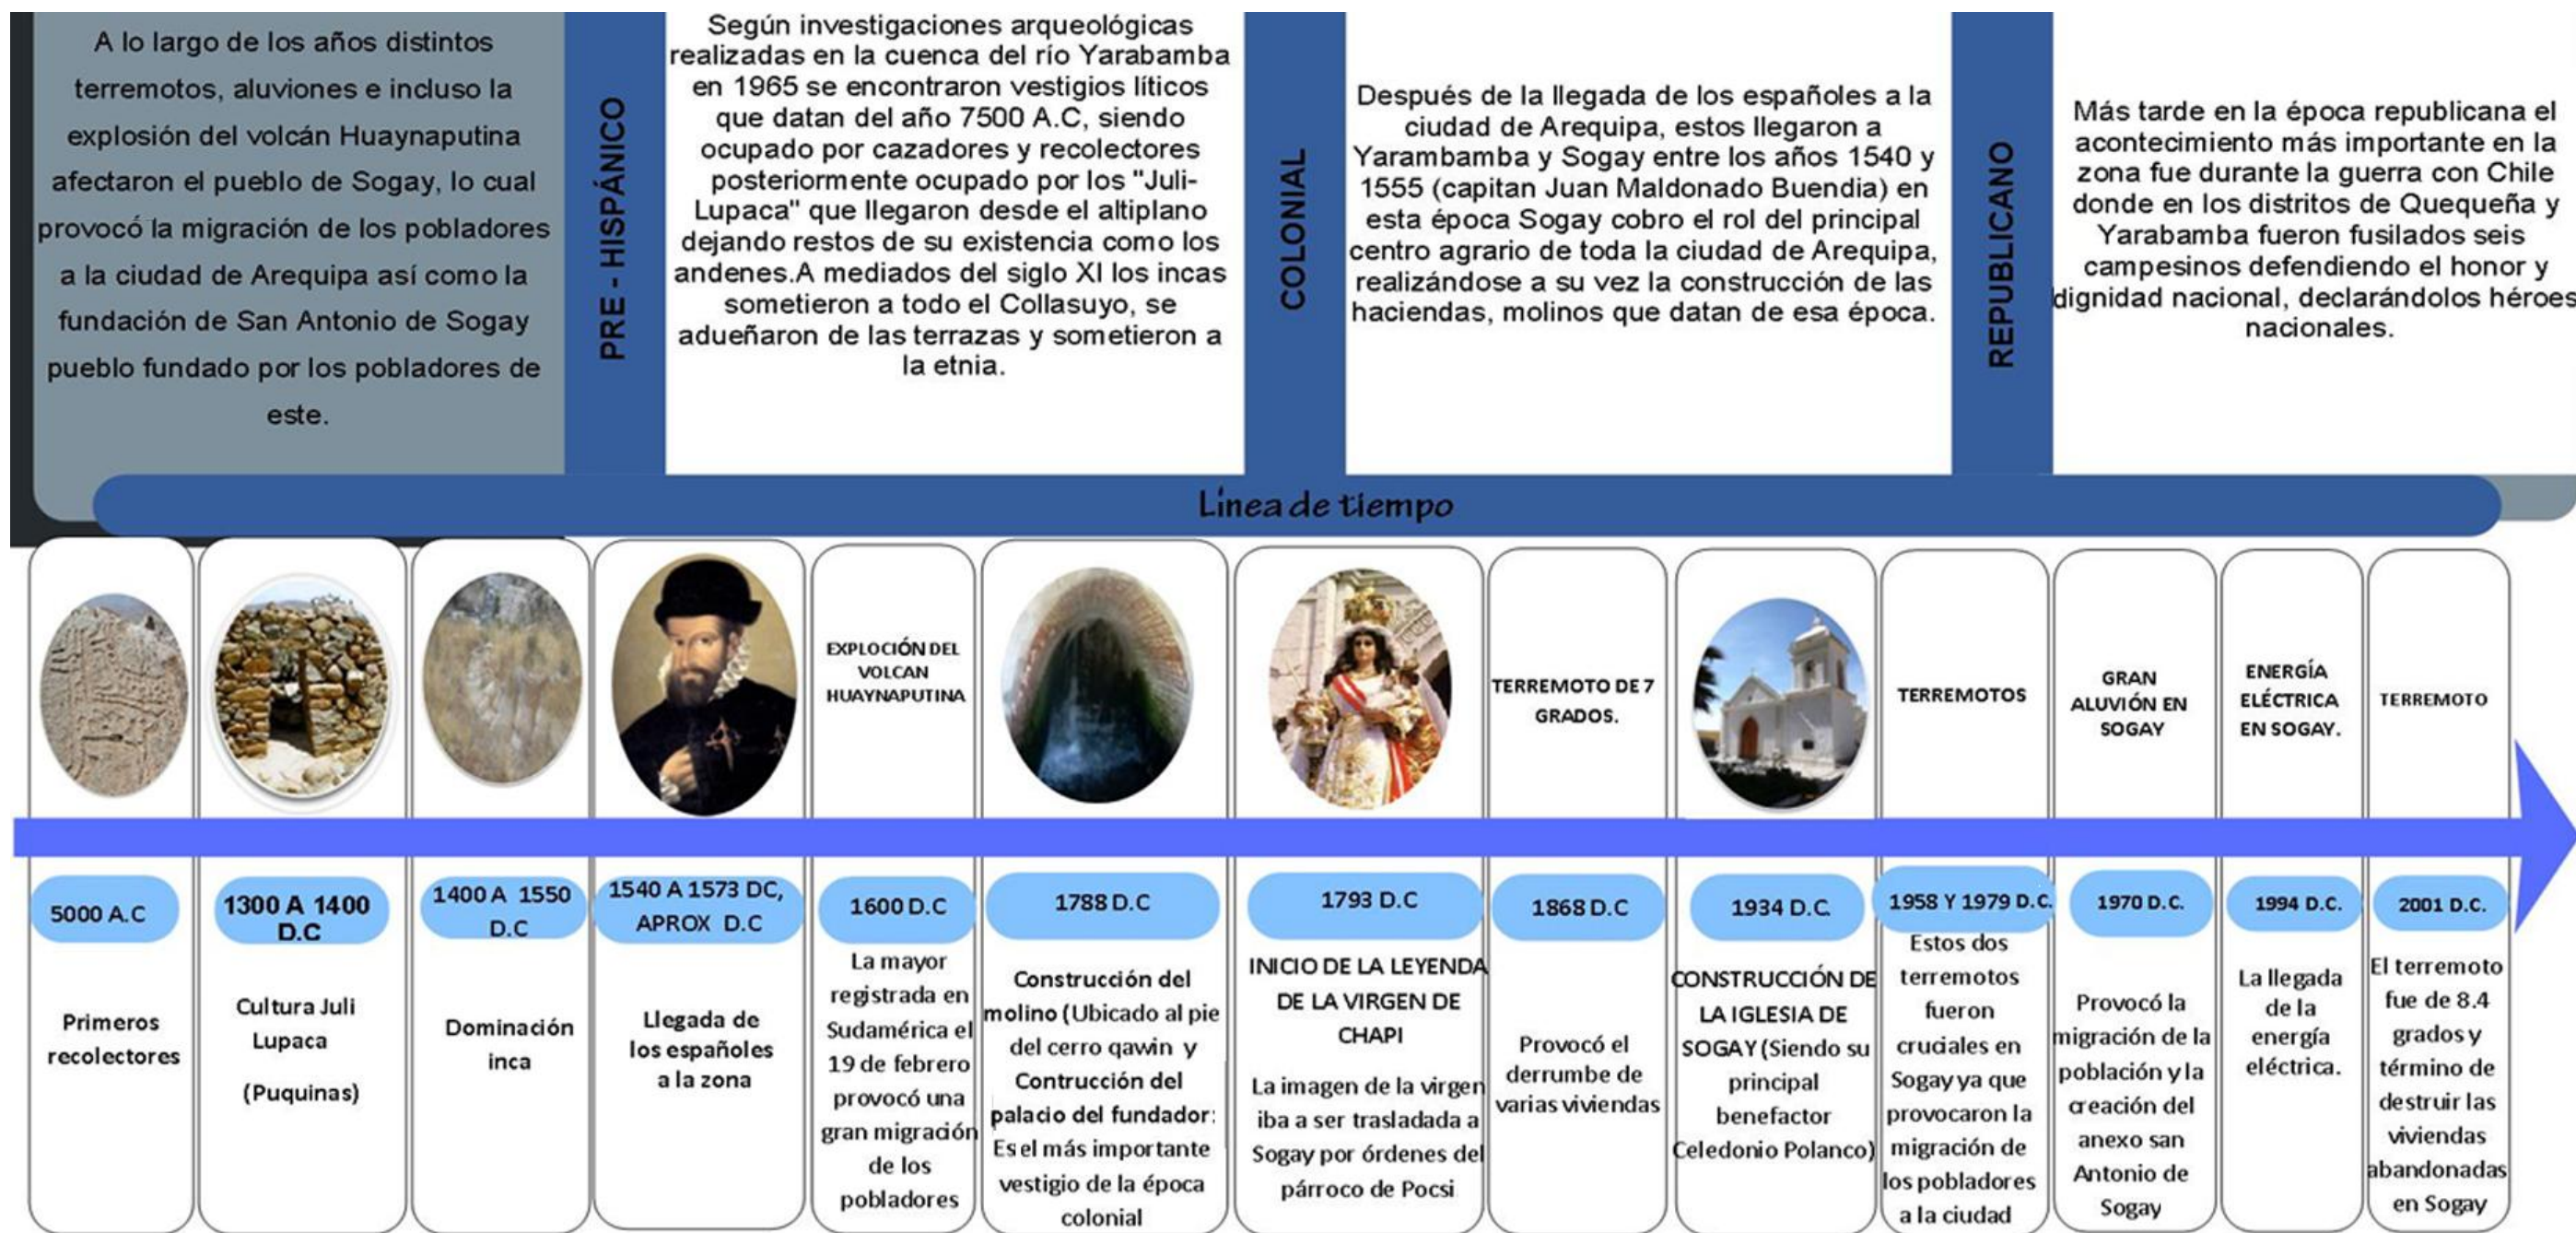 A lo largo de los años distintos
terremotos, aluviones e incluso la
explosión del volcán Huaynaputina
afectaron el pueblo de Sogay, lo cual
provocó la migración de los pobladores
a la ciudad de Arequipa así como la
fundación de San Antonio de Sogay
pueblo fundado por los pobladores de
este.
PRE - HISPÁNICO
Según investigaciones arqueológicas
realizadas en la cuenca del río Yarabamba
en 1965 se encontraron vestigios líticos
que datan del año 7500 A.C, siendo
ocupado por cazadores y recolectores
posteriormente ocupado por los "Juli-
Lupaca" que llegaron desde el altiplano
dejando restos de su existencia como los
andenes.A mediados del siglo XI los incas
sometieron a todo el Collasuyo, se
adueñaron de las terrazas y sometieron a
la etnia.
COLONIAL
Después de la llegada de los españoles a la
ciudad de Arequipa, estos llegaron a
Yarambamba y Sogay entre los años 1540 y
1555 (capitan Juan Maldonado Buendia) en
esta época Sogay cobro el rol del principal
centro agrario de toda la ciudad de Arequipa,
realizándose a su vez la construcción de las
haciendas, molinos que datan de esa época.
REPUBLICANO
Más tarde en la época republicana el
acontecimiento más importante en la
zona fue durante la guerra con Chile
donde en los distritos de Quequeña y
Yarabamba fueron fusilados seis
campesinos defendiendo el honor y
dignidad nacional, declarándolos héroes
nacionales.
Línea de tiempo
5000 A.C
Primeros
recolectores
1300 A 1400
D.C
Cultura Juli
Lupaca
(Puquinas)
1400 A 1550
D.C
Dominación
inca
1540 A 1573 DC,
APROX D.C
Llegada de
los españoles
a la zona
EXPLOCIÓN DEL
VOLCAN
HUAYNAPUTINA
1600 D.C
La mayor
registrada en
Sudamérica el
19 de febrero
provocó una
gran migración
de los
pobladores
1788 D.C
Construcción del
molino (Ubicado al pie
del cerro qawin y
Contrucción del
palacio del fundador:
Es el más importante
vestigio de la época
colonial
1793 D.C
INICIO DE LA LEYENDA
DE LA VIRGEN DE
CHAPI
La imagen de la virgen
iba a ser trasladada a
Sogay por órdenes del
párroco de Pocsi
TERREMOTO DE 7
GRADOS.
1868 D.C
Provocó el
derrumbe de
varias viviendas
1934 D.C.
CONSTRUCCIÓN DE
LA IGLESIA DE
SOGAY (Siendo su
principal
benefactor
Celedonio Polanco)
TERREMOTOS
1958 Y 1979 D.C.
Estos dos
terremotos
fueron
cruciales en
Sogay ya que
provocaron la
migración de
los pobladores
a la ciudad
GRAN
ALUVIÓN EN
SOGAY
1970 D.C.
Provocó la
migración de la
población y la
creación del
anexo san
Antonio de
Sogay
ENERGÍA
ELÉCTRICA
EN SOGAY.
1994 D.C.
La llegada
de la
energía
eléctrica.
TERREMOTO
2001 D.C.
El terremoto
fue de 8.4
grados y
término de
destruir las
viviendas
abandonadas
en Sogay